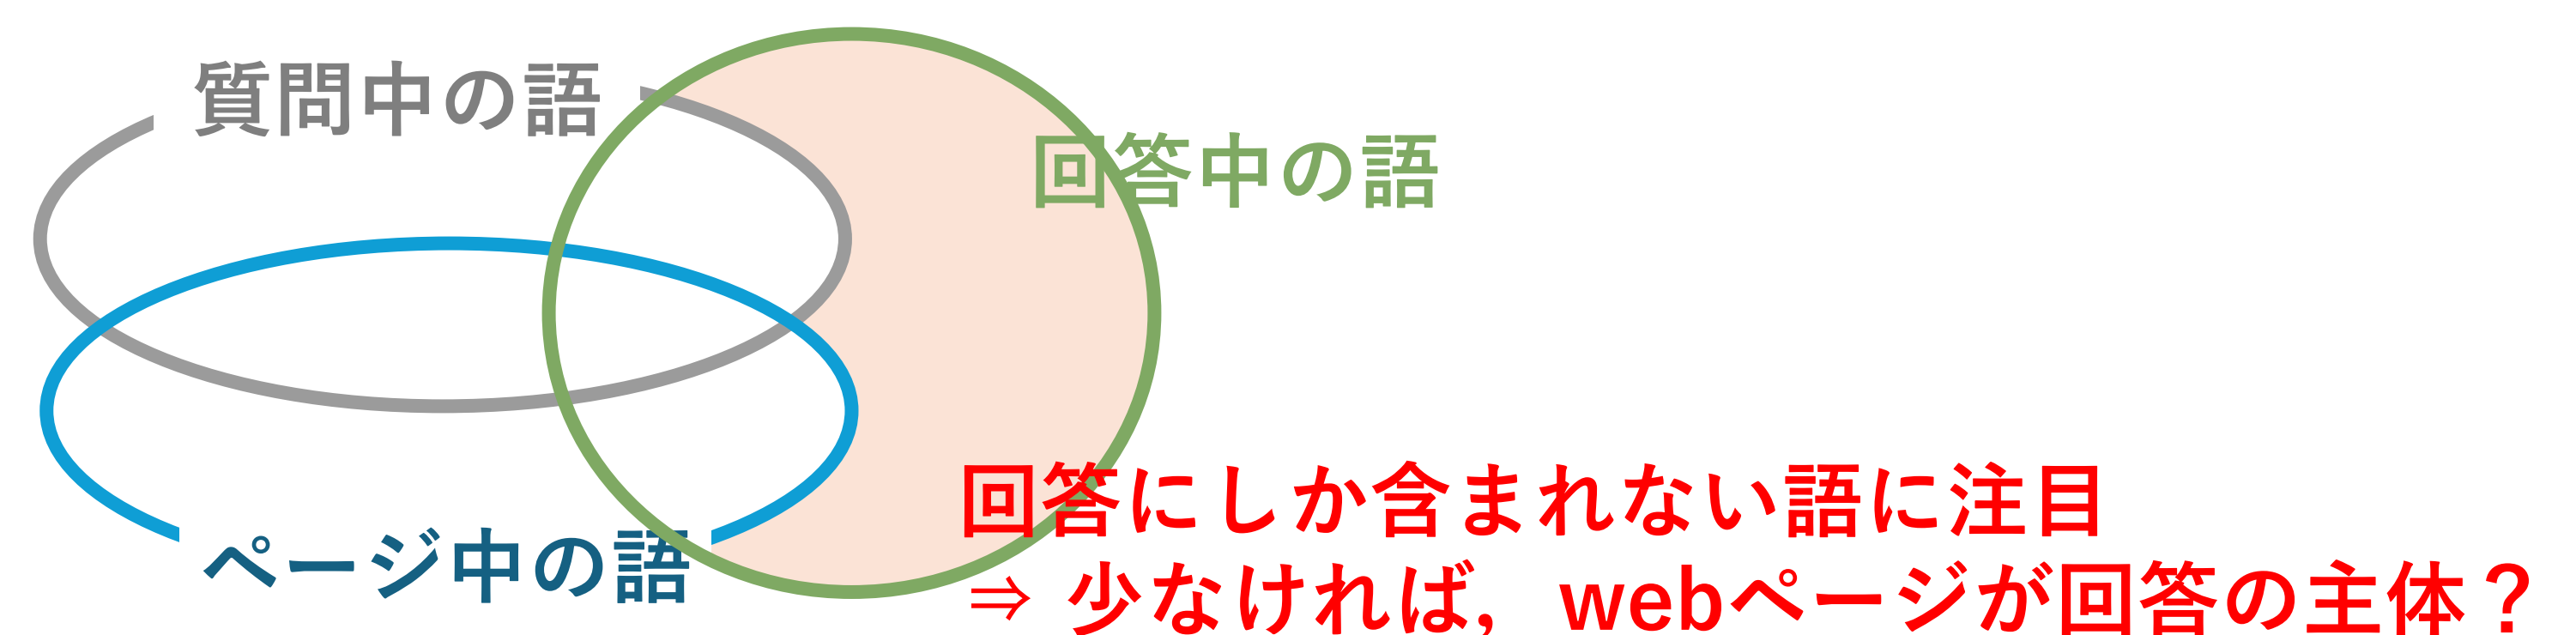 質問中の語
回答中の語
ページ中の語
回答にしか含まれない語に注目
⇒ 少なければ，webページが回答の主体？